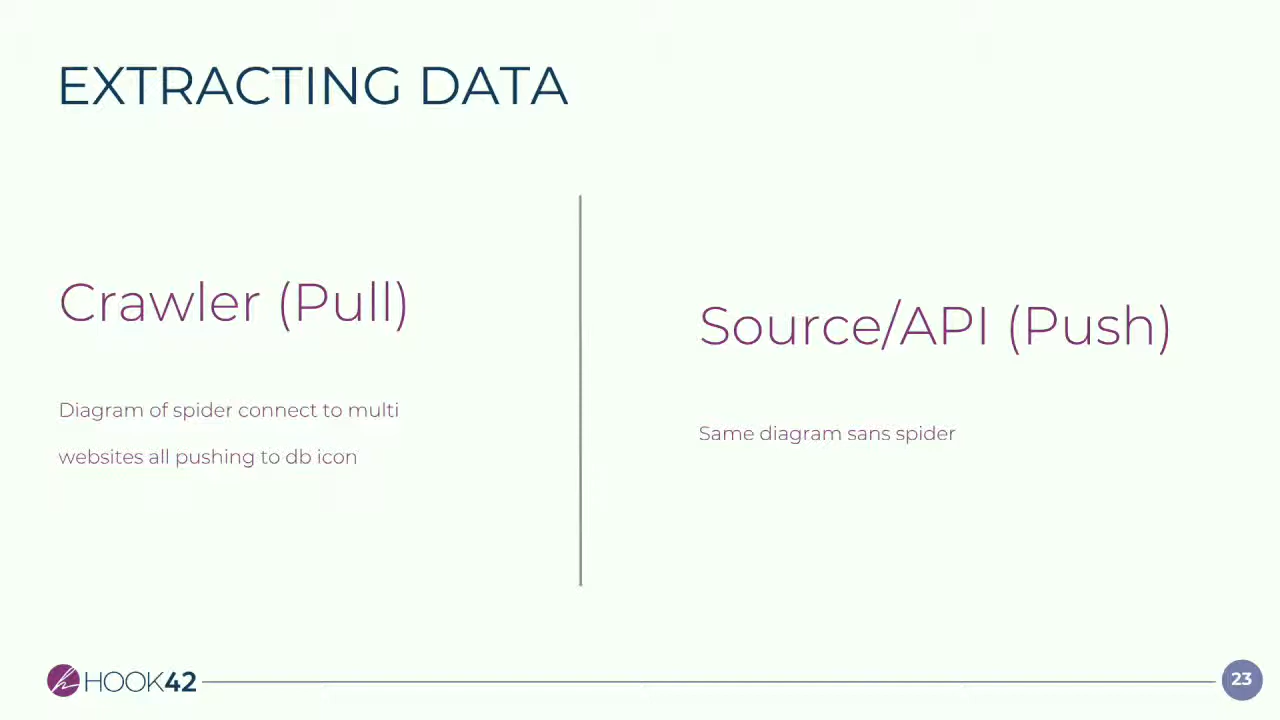 EXTRACTING DATA
Crawler (Pull)
Diagram of spider connect to multi
websites all pushing to db icon
Source/API (Push)
Same diagram sans spider
HOOK42
23